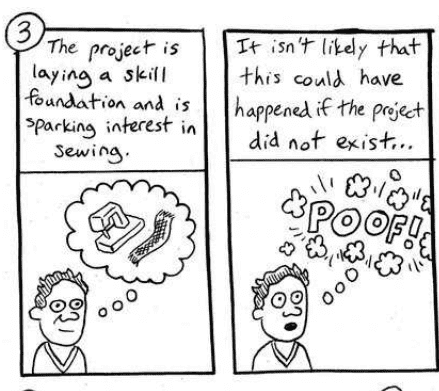 3
The project is
laying a skill
foundation and is
sparking interest in
sewing.
It isn't likely that
this could have
happened if the project
did not exist...
POOF!